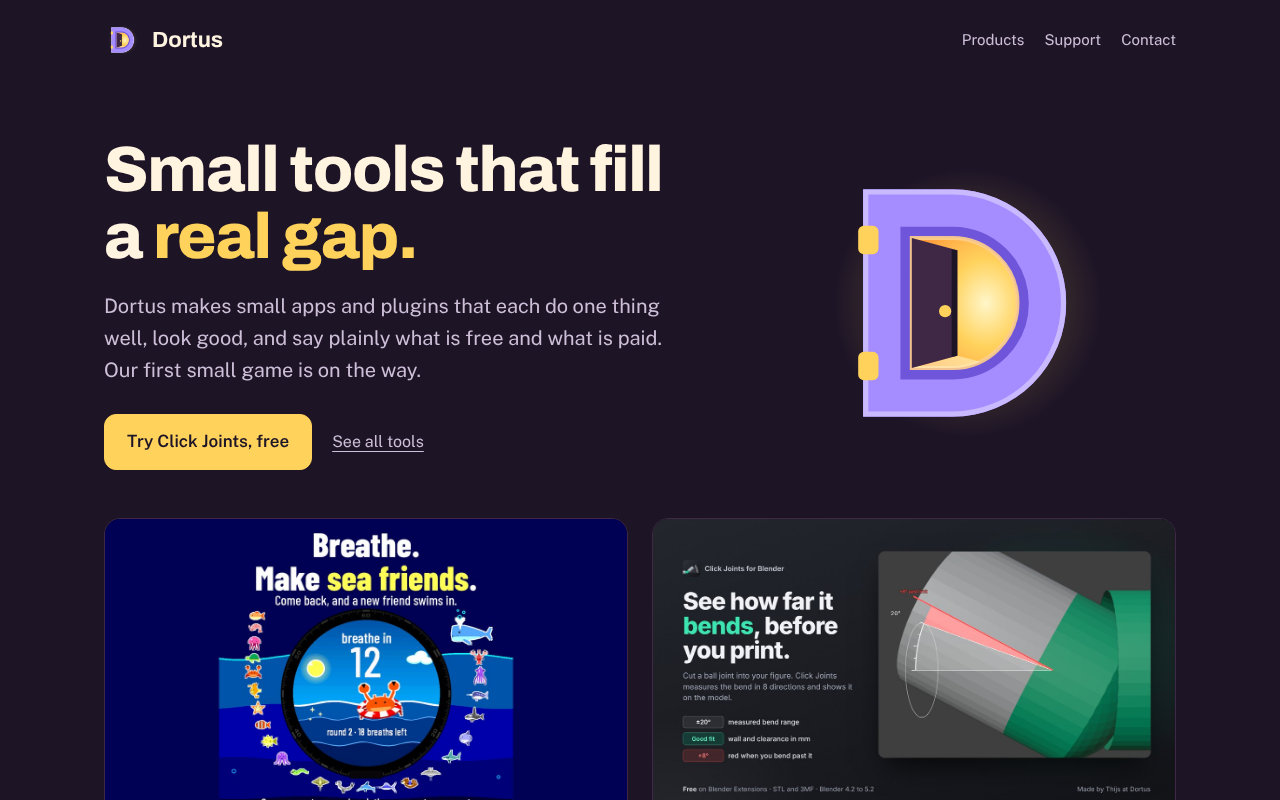 Dortus
Products Support Contact
Small tools that fill
a real gap.
Dortus makes small apps and plugins that each do one thing
well, look good, and say plainly what is free and what is paid.
Our first small game is on the way.
Try Click Joints, free
See all tools
Breathe.
Make sea friends.
Come back, and a new friend swims in.
breathe in
12
round 2 · 18 breaths left
Click Joints for Blender
See how far it
bends, before
you print.
Cut a ball joint into your figure. Click Joints
measures the bend in 8 directions and shows it
on the model.
±20° measured bend range
Good fit wall and clearance in mm
+8° red when you bend past it
20°
Free on Blender Extensions · STL and 3MF · Blender 4.2 to 5.2
Made by Thijs at Dortus